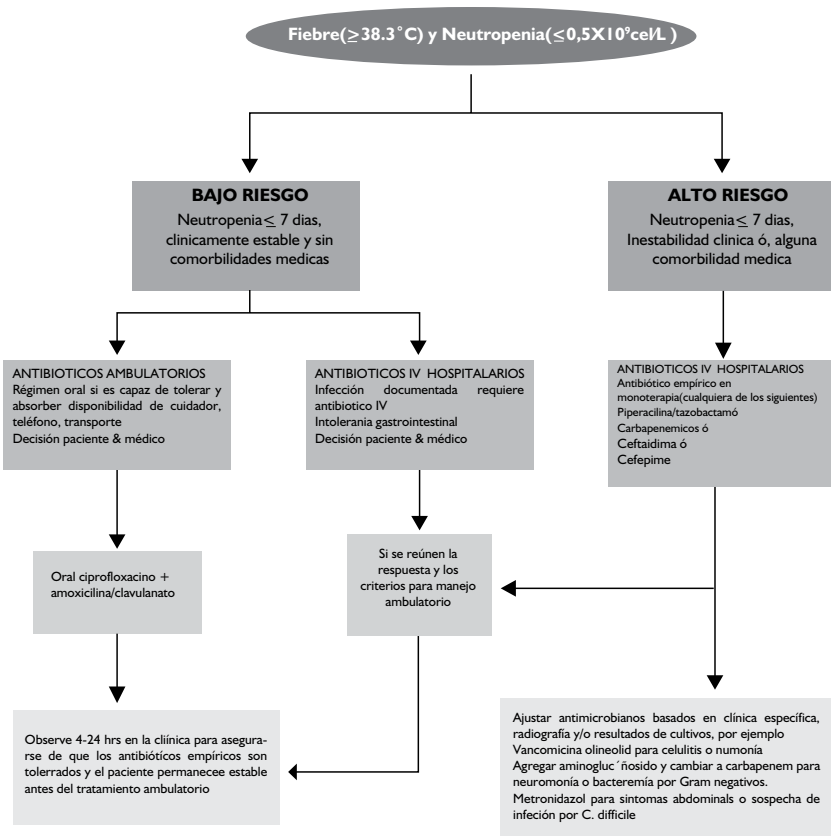 Fiebre(≥38.3˚C) y Neutropenia(≤0,5X10⁹cel/L )
BAJO RIESGO
Neutropenia≤ 7 dias,
clinicamente estable y sin
comorbilidades medicas
ALTO RIESGO
Neutropenia≤ 7 dias,
Inestabilidad clinica ó, alguna
comorbilidad medica
ANTIBIOTICOS AMBULATORIOS
Régimen oral si es capaz de tolerar y
absorber disponibilidad de cuidador,
teléfono, transporte
Decisión paciente & médico
ANTIBIOTICOS IV HOSPITALARIOS
Infección documentada requiere
antibiotico IV
Intolerania gastrointestinal
Decisión paciente & médico
ANTIBIOTICOS IV HOSPITALARIOS
Antibiótico empírico en
monoterapia(cualquiera de los siguientes)
Piperacilina/tazobactamó
Carbapenemicos ó
Ceftaidima ó
Cefepime
Oral ciprofloxacino +
amoxicilina/clavulanato
Si se reúnen la
respuesta y los
criterios para manejo
ambulatorio
Observe 4-24 hrs en la cliínica para asegurar-
se de que los antibióticos empíricos son
tolerrados y el paciente permanecee estable
antes del tratamiento ambulatorio
Ajustar antimicrobianos basados en clínica específica,
radiografía y/o resultados de cultivos, por ejemplo
Vancomicina olineolid para celulitis o numonía
Agregar aminogluc´ñosido y cambiar a carbapenem para
neuromonía o bacteremía por Gram negativos.
Metronidazol para sintomas abdominals o sospecha de
infeción por C. difficile